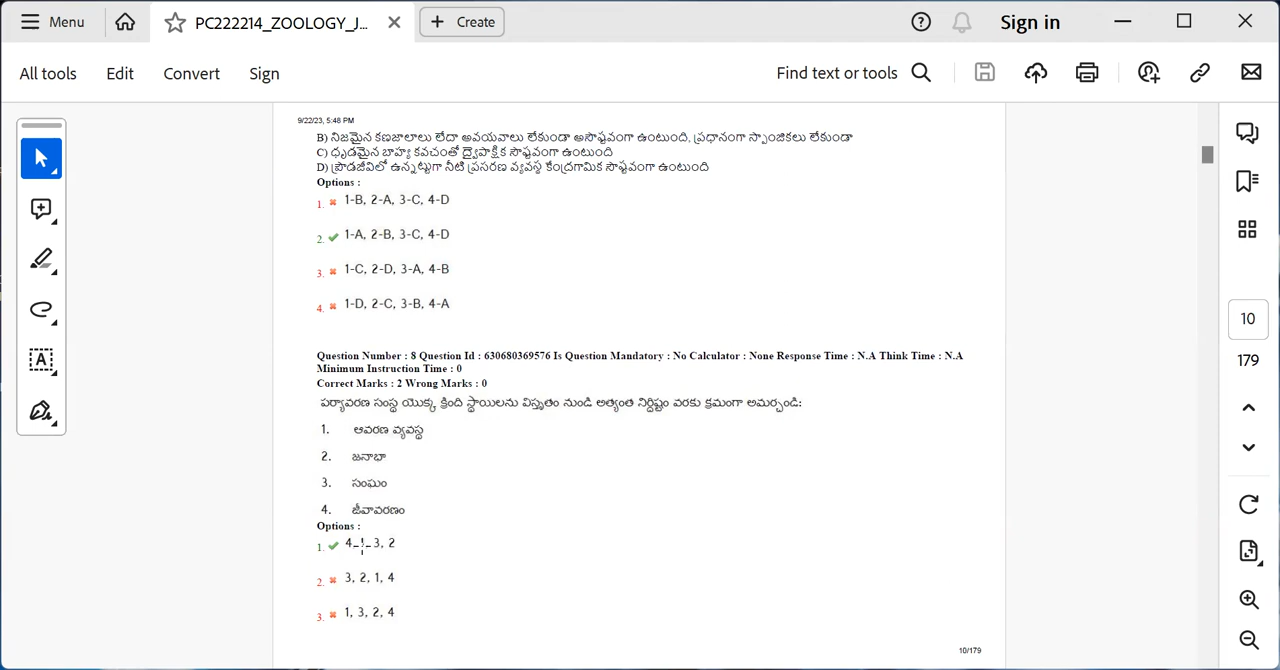 Menu
PC222214_ZOOLOGY_J...
Create
Sign in
All tools
Edit
Convert
Sign
Find text or tools
9/22/23, 5:48 PM
B) నిజమైన కణజాలాలు లేదా అవయవాలు లేకుండా అసౌష్ఠవంగా ఉంటుంది, ప్రధానంగా స్పాంజికలు లేకుండా
C) ధృడమైన బాహ్య కవచంతో ద్వైపాక్షిక సౌష్ఠవంగా ఉంటుంది
D) ప్రౌడజీవిలో ఉన్నట్టుగా నీటి ప్రసరణ వ్యవస్థ కేంద్రగామిక సౌష్ఠవంగా ఉంటుంది
Options :
1. 1-B, 2-A, 3-C, 4-D
2. 1-A, 2-B, 3-C, 4-D
3. 1-C, 2-D, 3-A, 4-B
4. 1-D, 2-C, 3-B, 4-A
Question Number : 8 Question Id : 630680369576 Is Question Mandatory : No Calculator : None Response Time : N.A Think Time : N.A
Minimum Instruction Time : 0
Correct Marks : 2 Wrong Marks : 0
పర్యావరణ సంస్థ యొక్క క్రింది స్థాయిలను విస్తృతం నుండి అత్యంత నిర్దిష్టం వరకు క్రమంగా అమర్చండి:
1. ఆవరణ వ్యవస్థ
2. జనాభా
3. సంఘం
4. జీవావరణం
Options :
1. 4, 1, 3, 2
2. 3, 2, 1, 4
3. 1, 3, 2, 4
10/179
10
179